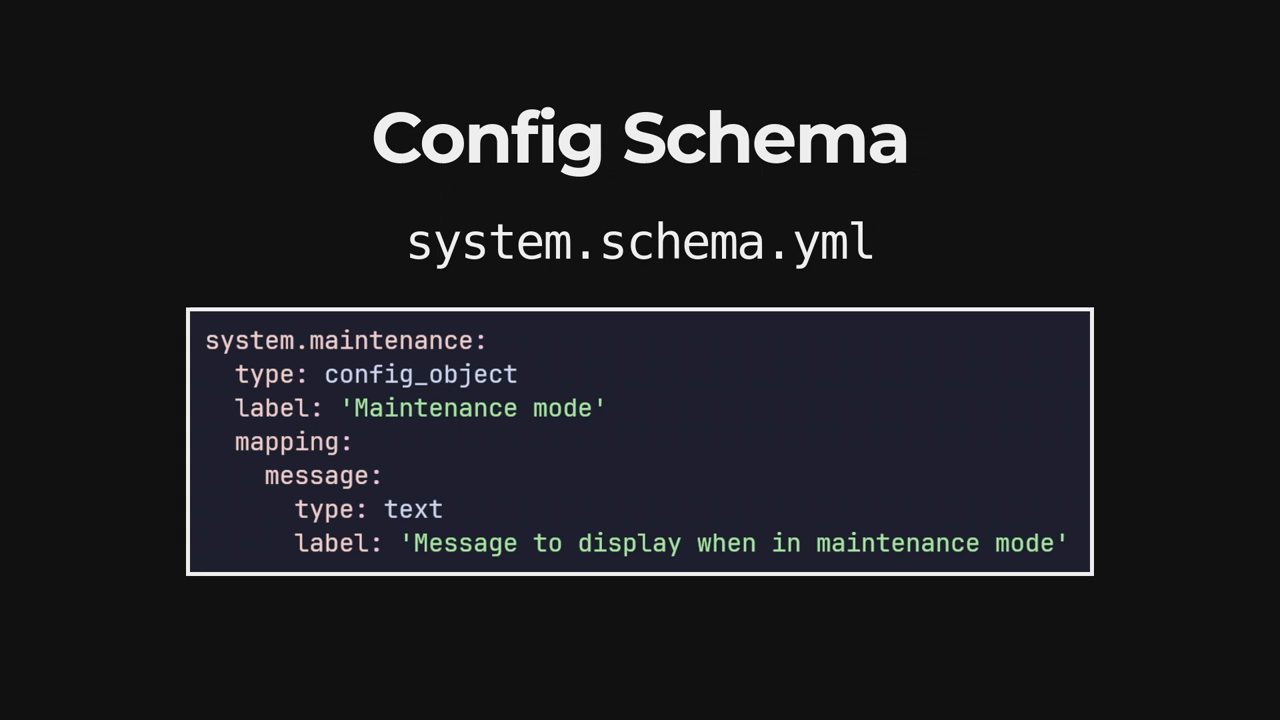 Config Schema
system.schema.yml
system.maintenance:
  type: config_object
  label: 'Maintenance mode'
  mapping:
    message:
      type: text
      label: 'Message to display when in maintenance mode'